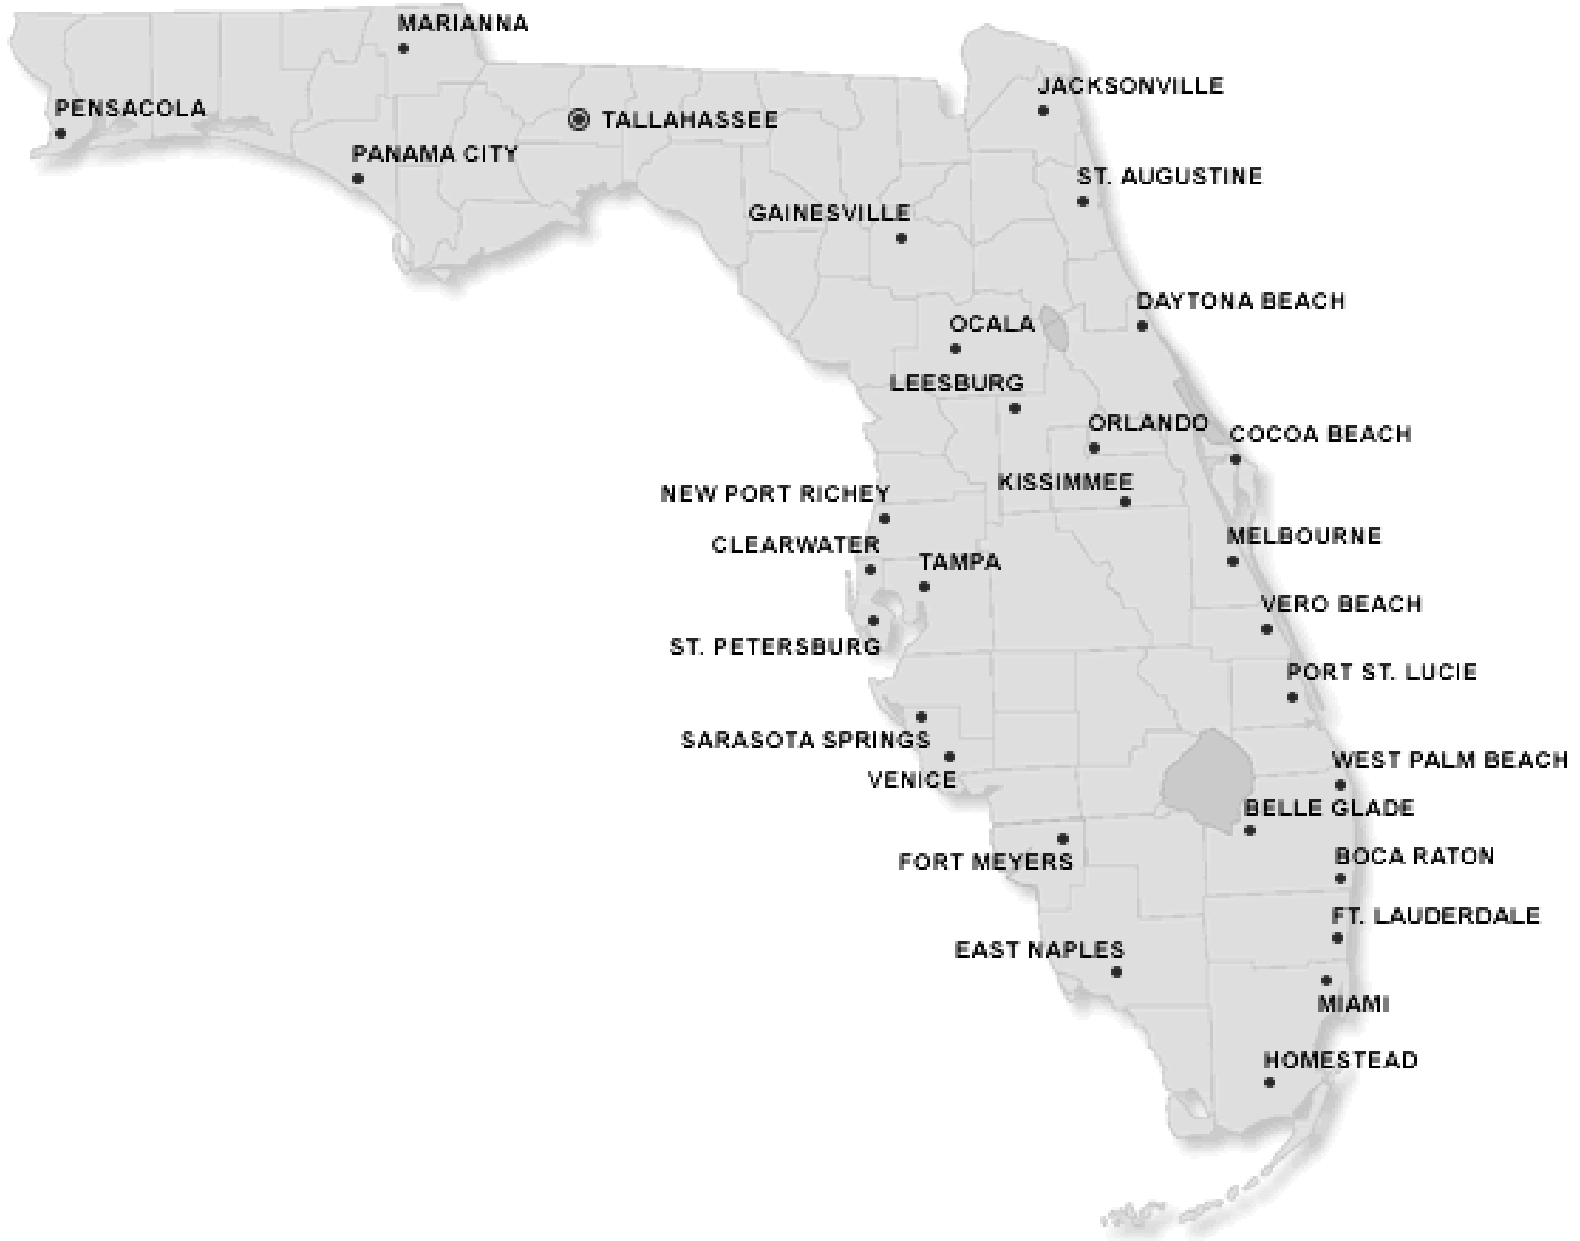 MARIANNA
JACKSONVILLE
PENSACOLA
TALLAHASSEE
PANAMA CITY
ST. AUGUSTINE
GAINESVILLE
DAYTONA BEACH
OCALA
LEESBURG
ORLANDO
COCOA BEACH
KISSIMMEE
NEW PORT RICHEY
MELBOURNE
CLEARWATER
TAMPA
VERO BEACH
ST. PETERSBURG
PORT ST. LUCIE
SARASOTA SPRINGS
WEST PALM BEACH
VENICE
BELLE GLADE
BOCA RATON
FORT MEYERS
FT. LAUDERDALE
EAST NAPLES
MIAMI
HOMESTEAD